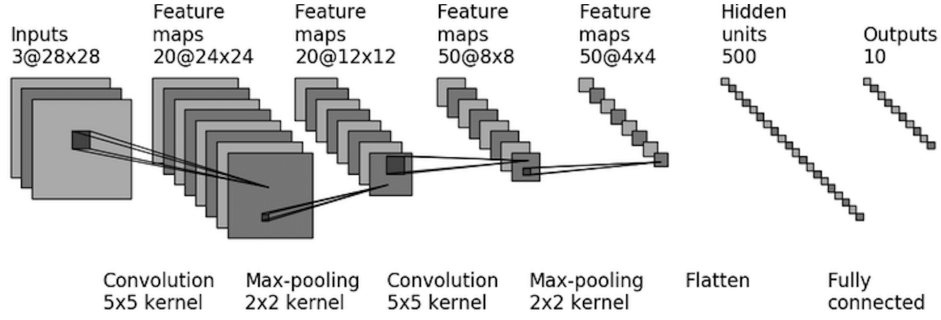 Inputs
3@28x28
Feature
maps
20@24x24
Feature
maps
20@12x12
Feature
maps
50@8x8
Feature
maps
50@4x4
Hidden
units
500
Outputs
10
Convolution
5x5 kernel
Max-pooling
2x2 kernel
Convolution
5x5 kernel
Max-pooling
2x2 kernel
Flatten
Fully
connected